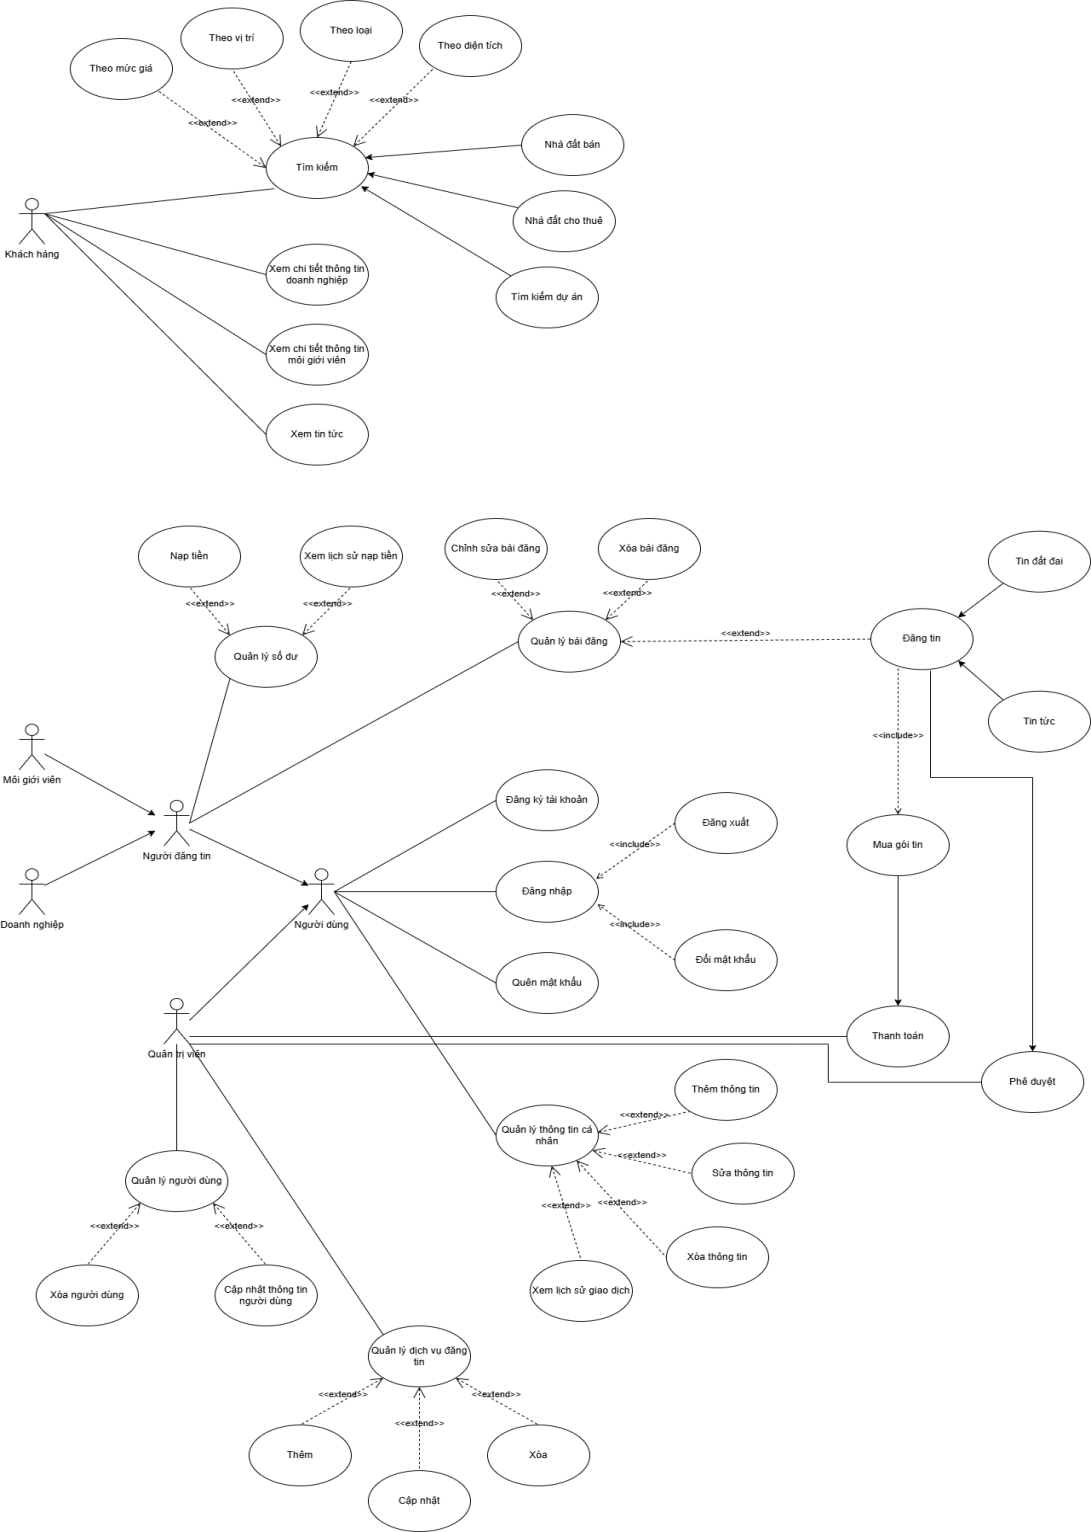 Theo loại
Theo vị trí
Theo diện tích
Theo mức giá
<<extend>>
<<extend>>
<<extend>>
<<extend>>
Nhà đất bán
Tìm kiếm
Nhà đất cho thuê
Khách hàng
Xem chi tiết thông tin
doanh nghiệp
Tìm kiếm dự án
Xem chi tiết thông tin
môi giới viên
Xem tin tức
Nạp tiền
Xem lịch sử nạp tiền
Chỉnh sửa bài đăng
Xóa bài đăng
Tin đất đai
<<extend>>
<<extend>>
<<extend>>
<<extend>>
Quản lý số dư
Quản lý bài đăng
<<extend>>
Đăng tin
Tin tức
<<include>>
Môi giới viên
Đăng ký tài khoản
Đăng xuất
<<include>>
Mua gói tin
Người đăng tin
Đăng nhập
Doanh nghiệp
Người dùng
<<include>>
Đổi mật khẩu
Quên mật khẩu
Thanh toán
Quản trị viên
Phê duyệt
Thêm thông tin
<<extend>>
Quản lý thông tin cá
nhân
<<extend>>
Sửa thông tin
Quản lý người dùng
<<extend>>
<<extend>>
<<extend>>
<<extend>>
Xóa thông tin
Xem lịch sử giao dịch
Xóa người dùng
Cập nhật thông tin
người dùng
Quản lý dịch vụ đăng
tin
<<extend>>
<<extend>>
<<extend>>
Thêm
Xóa
Cập nhật